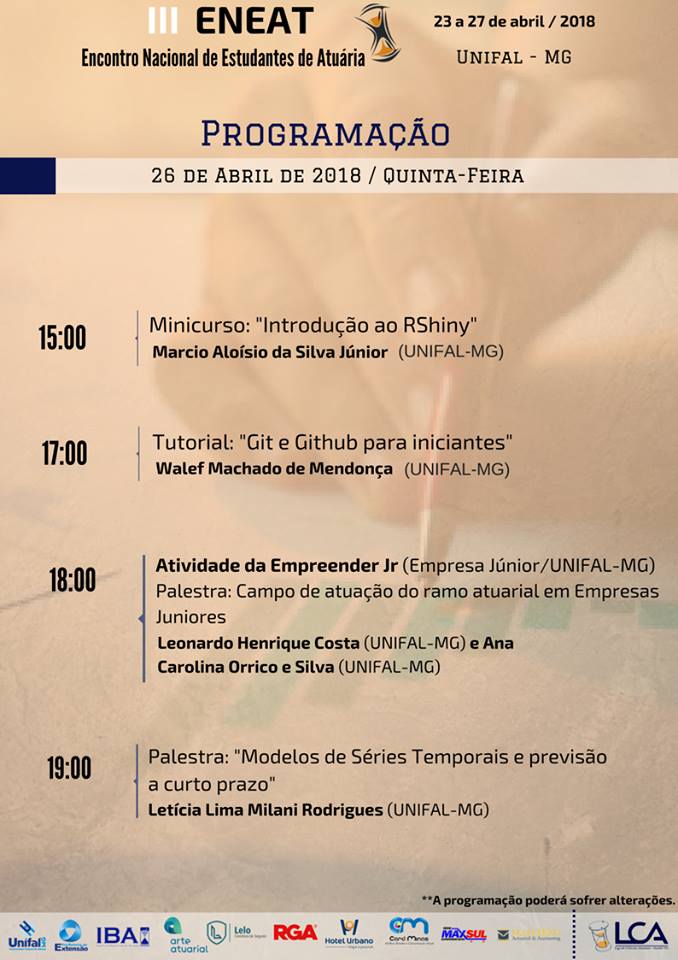 III ENEAT
Encontro Nacional de Estudantes de Atuária
23 a 27 de abril / 2018
Unifal - MG
Programação
26 de Abril de 2018 / Quinta-Feira
15:00
Minicurso: "Introdução ao RShiny"
Marcio Aloísio da Silva Júnior (UNIFAL-MG)
17:00
Tutorial: "Git e Github para iniciantes"
Walef Machado de Mendonça (UNIFAL-MG)
18:00
Atividade da Empreender Jr (Empresa Júnior/UNIFAL-MG)
Palestra: Campo de atuação do ramo atuarial em Empresas
Juniores
Leonardo Henrique Costa (UNIFAL-MG) e Ana
Carolina Orrico e Silva (UNIFAL-MG)
19:00
Palestra: "Modelos de Séries Temporais e previsão
a curto prazo"
Letícia Lima Milani Rodrigues (UNIFAL-MG)
**A programação poderá sofrer alterações.
Unifal
Extensão
IBA
arte
atuarial
Lelo
RGA
Hotel Urbano
Card Minas
MAXSUL
LCA